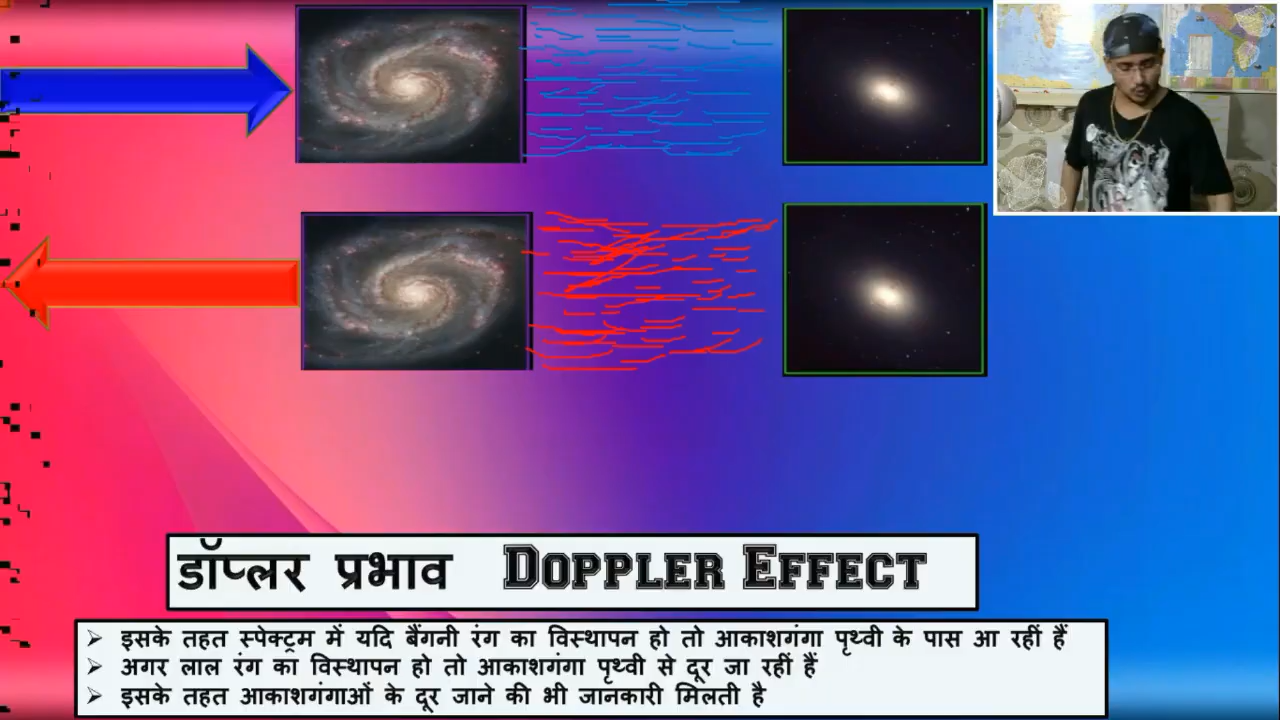 डॉप्लर प्रभाव DOPPLER EFFECT
➢ इसके तहत स्पेक्ट्रम में यदि बैंगनी रंग का विस्थापन हो तो आकाशगंगा पृथ्वी के पास आ रहीं हैं
➢ अगर लाल रंग का विस्थापन हो तो आकाशगंगा पृथ्वी से दूर जा रहीं हैं
➢ इसके तहत आकाशगंगाओं के दूर जाने की भी जानकारी मिलती है